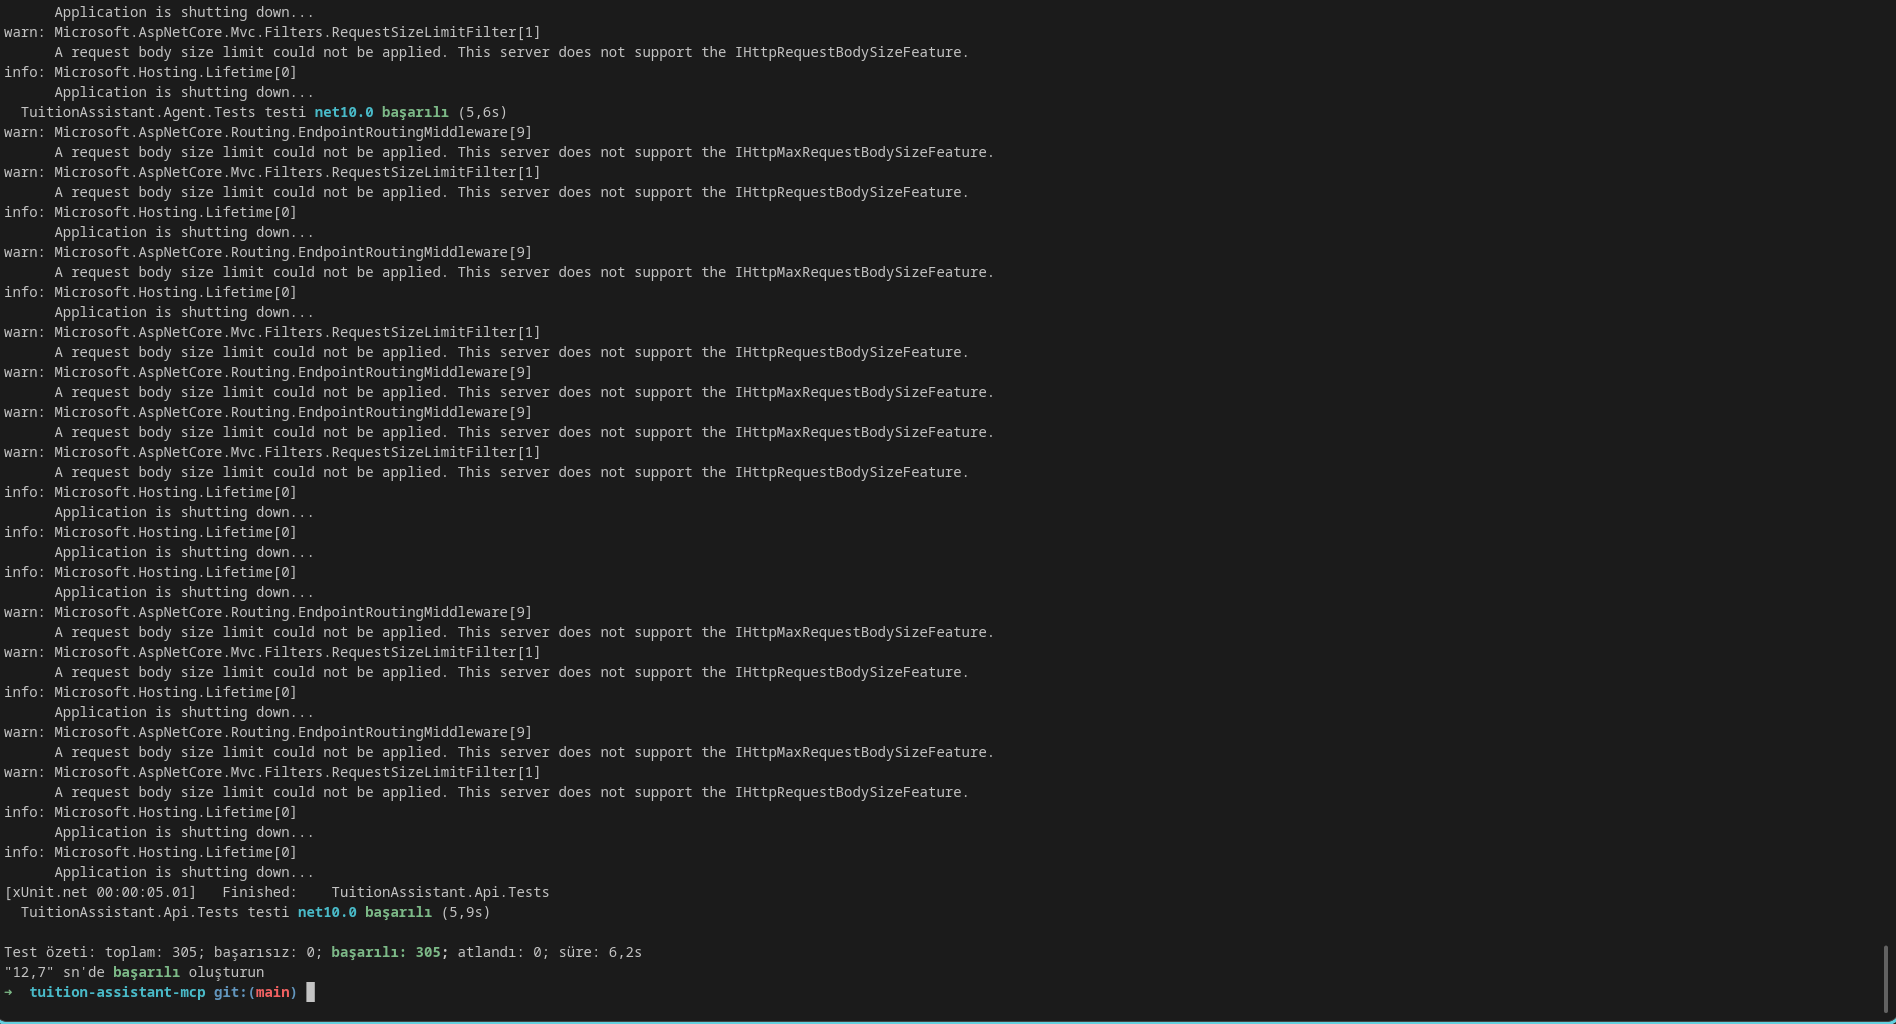 Application is shutting down...
warn: Microsoft.AspNetCore.Mvc.Filters.RequestSizeLimitFilter[1]
A request body size limit could not be applied. This server does not support the IHttpRequestBodySizeFeature.
info: Microsoft.Hosting.Lifetime[0]
Application is shutting down...
TuitionAssistant.Agent.Tests testi net10.0 başarılı (5,6s)
warn: Microsoft.AspNetCore.Routing.EndpointRoutingMiddleware[9]
A request body size limit could not be applied. This server does not support the IHttpMaxRequestBodySizeFeature.
warn: Microsoft.AspNetCore.Mvc.Filters.RequestSizeLimitFilter[1]
A request body size limit could not be applied. This server does not support the IHttpRequestBodySizeFeature.
info: Microsoft.Hosting.Lifetime[0]
Application is shutting down...
warn: Microsoft.AspNetCore.Routing.EndpointRoutingMiddleware[9]
A request body size limit could not be applied. This server does not support the IHttpMaxRequestBodySizeFeature.
info: Microsoft.Hosting.Lifetime[0]
Application is shutting down...
warn: Microsoft.AspNetCore.Mvc.Filters.RequestSizeLimitFilter[1]
A request body size limit could not be applied. This server does not support the IHttpRequestBodySizeFeature.
warn: Microsoft.AspNetCore.Routing.EndpointRoutingMiddleware[9]
A request body size limit could not be applied. This server does not support the IHttpMaxRequestBodySizeFeature.
warn: Microsoft.AspNetCore.Routing.EndpointRoutingMiddleware[9]
A request body size limit could not be applied. This server does not support the IHttpMaxRequestBodySizeFeature.
warn: Microsoft.AspNetCore.Mvc.Filters.RequestSizeLimitFilter[1]
A request body size limit could not be applied. This server does not support the IHttpRequestBodySizeFeature.
info: Microsoft.Hosting.Lifetime[0]
Application is shutting down...
info: Microsoft.Hosting.Lifetime[0]
Application is shutting down...
info: Microsoft.Hosting.Lifetime[0]
Application is shutting down...
warn: Microsoft.AspNetCore.Routing.EndpointRoutingMiddleware[9]
A request body size limit could not be applied. This server does not support the IHttpMaxRequestBodySizeFeature.
warn: Microsoft.AspNetCore.Mvc.Filters.RequestSizeLimitFilter[1]
A request body size limit could not be applied. This server does not support the IHttpRequestBodySizeFeature.
info: Microsoft.Hosting.Lifetime[0]
Application is shutting down...
warn: Microsoft.AspNetCore.Routing.EndpointRoutingMiddleware[9]
A request body size limit could not be applied. This server does not support the IHttpMaxRequestBodySizeFeature.
warn: Microsoft.AspNetCore.Mvc.Filters.RequestSizeLimitFilter[1]
A request body size limit could not be applied. This server does not support the IHttpRequestBodySizeFeature.
info: Microsoft.Hosting.Lifetime[0]
Application is shutting down...
info: Microsoft.Hosting.Lifetime[0]
Application is shutting down...
[xUnit.net 00:00:05.01]   Finished:    TuitionAssistant.Api.Tests
TuitionAssistant.Api.Tests testi net10.0 başarılı (5,9s)
Test özeti: toplam: 305; başarısız: 0; başarılı: 305; atlandı: 0; süre: 6,2s
"12,7" sn'de başarılı oluşturun
→ tuition-assistant-mcp git:(main)